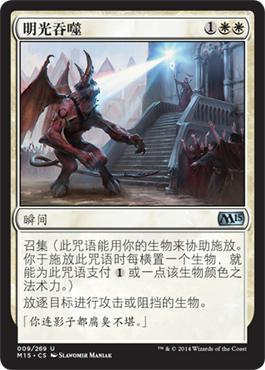 明光吞噬 1
瞬间
M15
召集（此咒语能用你的生物来协助施放。
你于施放此咒语时每横置一个生物，就
能为此咒语支付 1 或一点该生物颜色之
法术力。）
放逐目标进行攻击或阻挡的生物。
「你连影子都腐臭不堪。」
009/269 U
M15 • CS SLAWOMIR MANIAK
™ & © 2014 Wizards of the Coast